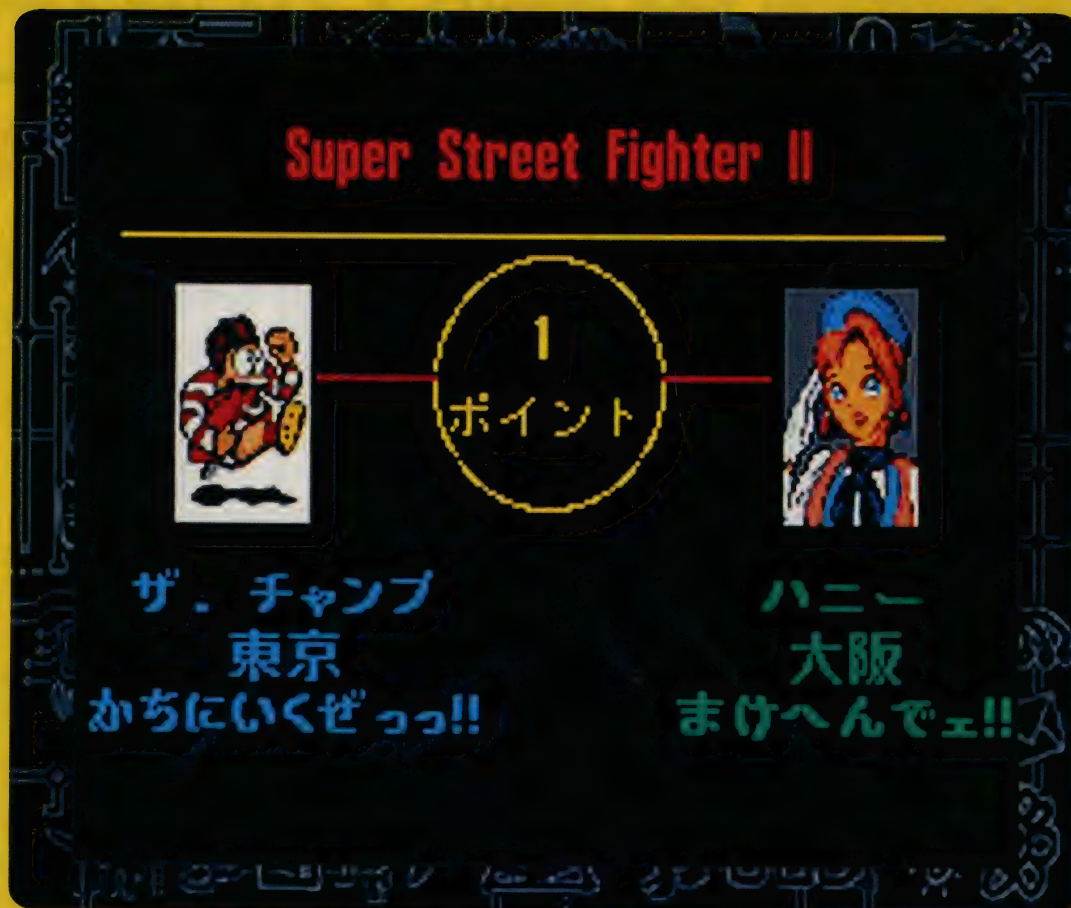 Super Street Fighter II
1
ポイント
ザ. チャンプ
東京
かちにいくぜっっ!!
ハニー
大阪
まけへんでェ!!